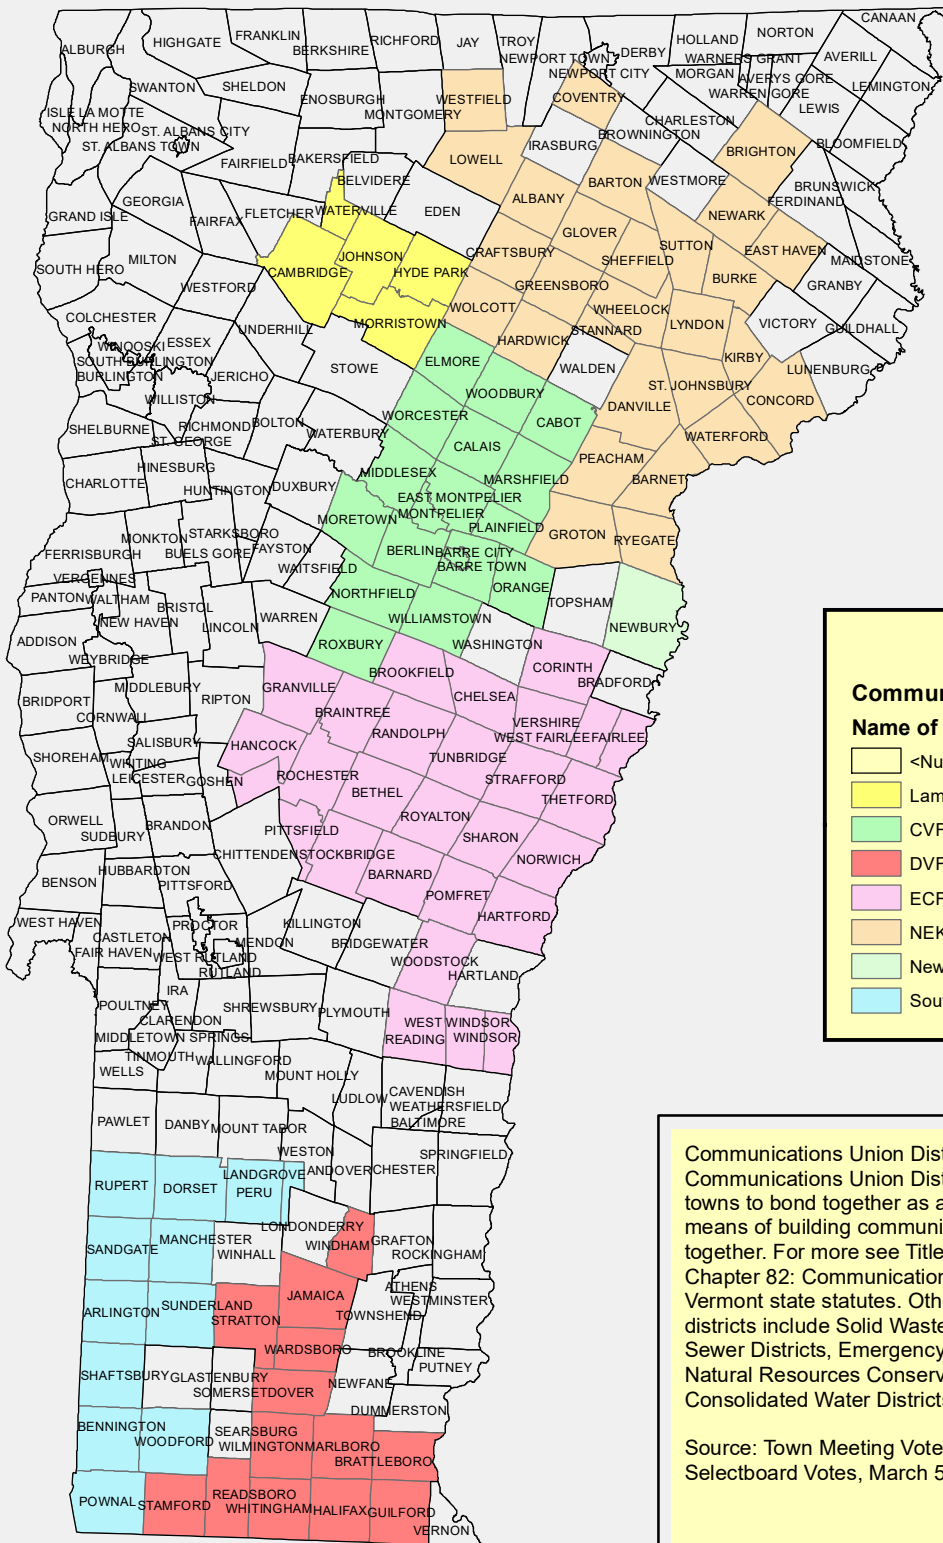 CANAAN
ALBURGH
HIGHGATE
FRANKLIN
BERKSHIRE
RICHFORD
JAY
TROY
NEWPORT TOWN
DERBY
HOLLAND
NORTON
WARNERS GRANT
AVERILL
NEWPORT CITY
MORGAN
AVERYS GORE
WARREN GORE
LEMINGTON
SWANTON
SHELDON
ENOSBURGH
MONTGOMERY
WESTFIELD
COVENTRY
LEWIS
ISLE LA MOTTE
NORTH HERO
ST. ALBANS CITY
ST. ALBANS TOWN
CHARLESTON
BROWNINGTON
BLOOMFIELD
FAIRFIELD
BAKERSFIELD
LOWELL
IRASBURG
BRIGHTON
BELVIDERE
BARTON
WESTMORE
BRUNSWICK
FERDINAND
GRAND ISLE
GEORGIA
FAIRFAX
FLETCHER
WATERVILLE
EDEN
ALBANY
NEWARK
SOUTH HERO
MILTON
WESTFORD
CAMBRIDGE
JOHNSON
HYDE PARK
CRAFTSBURY
GLOVER
SHEFFIELD
SUTTON
EAST HAVEN
MAIDSTONE
BURKE
GRANBY
GREENSBORO
COLCHESTER
UNDERHILL
MORRISTOWN
WOLCOTT
WHEELOCK
STANNARD
LYNDON
VICTORY
GUILDHALL
WINOOSKI
ESSEX
SOUTH BURLINGTON
BURLINGTON
JERICHO
STOWE
ELMORE
HARDWICK
WALDEN
KIRBY
LUNENBURG
WILLISTON
WOODBURY
ST. JOHNSBURY
DANVILLE
CONCORD
SHELBURNE
RICHMOND
ST. GEORGE
BOLTON
WATERBURY
WORCESTER
CALAIS
CABOT
WATERFORD
HINESBURG
CHARLOTTE
HUNTINGTON
DUXBURY
MIDDLESEX
MARSHFIELD
PEACHAM
BARNET
EAST MONTPELIER
MONTPELIER
MORETOWN
PLAINFIELD
GROTON
RYEGATE
FERRISBURGH
MONKTON
STARKSBORO
BUELS GORE
FAYSTON
WAITSFIELD
BERLIN
BARRE CITY
BARRE TOWN
VERGENNES
PANTON
WALTHAM
NEW HAVEN
BRISTOL
LINCOLN
WARREN
NORTHFIELD
WILLIAMSTOWN
ORANGE
TOPSHAM
NEWBURY
ADDISON
WEYBRIDGE
ROXBURY
WASHINGTON
BROOKFIELD
CORINTH
BRADFORD
BRIDPORT
MIDDLEBURY
CORNWALL
RIPTON
GRANVILLE
BRAINTREE
RANDOLPH
CHELSEA
VERSHIRE
WEST FAIRLEE
FAIRLEE
SHOREHAM
SALISBURY
WHITING
LEICESTER
GOSHEN
HANCOCK
ROCHESTER
TUNBRIDGE
STRAFFORD
THETFORD
BETHEL
ORWELL
SUDBURY
BRANDON
PITTSFIELD
ROYALTON
SHARON
CHITTENDEN
STOCKBRIDGE
NORWICH
BENSON
HUBBARDTON
PITTSFORD
BARNARD
POMFRET
HARTFORD
WEST HAVEN
PROCTOR
KILLINGTON
CASTLETON
FAIR HAVEN
WEST RUTLAND
RUTLAND
MENDON
BRIDGEWATER
WOODSTOCK
HARTLAND
IRA
POULTNEY
CLARENDON
SHREWSBURY
PLYMOUTH
WEST WINDSOR
READING
WINDSOR
MIDDLETOWN SPRINGS
TINMOUTH
WALLINGFORD
WELLS
MOUNT HOLLY
LUDLOW
CAVENDISH
WEATHERSFIELD
BALTIMORE
PAWLET
DANBY
MOUNT TABOR
WESTON
ANDOVER
CHESTER
SPRINGFIELD
RUPERT
DORSET
LANDGROVE
PERU
LONDONDERRY
WINDHAM
GRAFTON
ROCKINGHAM
SANDGATE
MANCHESTER
WINHALL
ATHENS
WESTMINSTER
ARLINGTON
SUNDERLAND
STRATTON
JAMAICA
TOWNSHEND
WARDSBORO
BROOKLINE
PUTNEY
SHAFTSBURY
GLASTENBURY
SOMERSET
DOVER
NEWFANE
DUMMERSTON
BENNINGTON
WOODFORD
SEARSBURG
WILMINGTON
MARLBORO
BRATTLEBORO
POWNAL
STAMFORD
READSBORO
WHITINGHAM
HALIFAX
GUILFORD
VERNON
Commun
Name of
<Nu
Lam
CVF
DVF
ECF
NEK
New
Sou
Communications Union Dist
Communications Union Dist
towns to bond together as a
means of building communi
together. For more see Title
Chapter 82: Communication
Vermont state statutes. Oth
districts include Solid Waste
Sewer Districts, Emergency
Natural Resources Conserv
Consolidated Water Districts
Source: Town Meeting Vote
Selectboard Votes, March 5